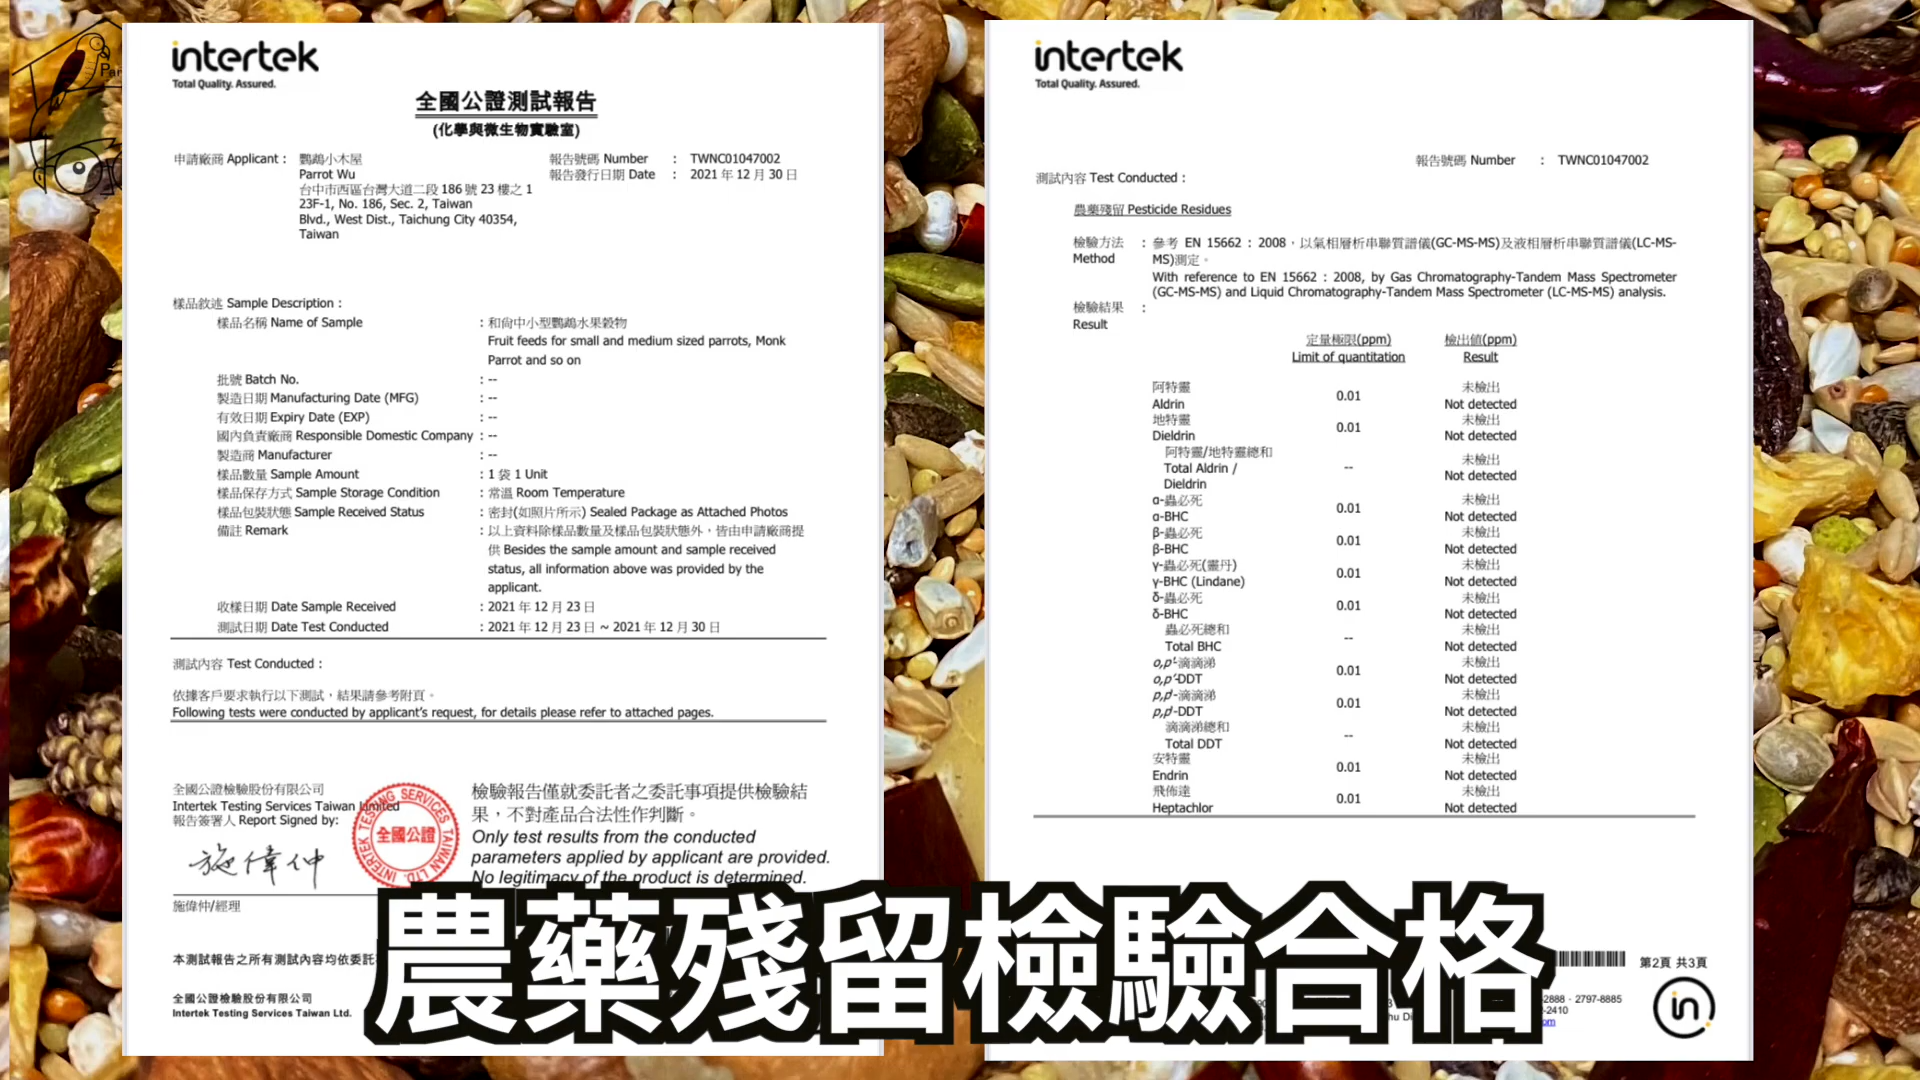 intertek
Total Quality. Assured.
全國公證測試報告
(化學與微生物實驗室)
申請廠商 Applicant : 鸚鵡小木屋
Parrot Wu
台中市西區台灣大道二段 186 號 23 樓之 1
23F-1, No. 186, Sec. 2, Taiwan
Blvd., West Dist., Taichung City 40354,
Taiwan
報告號碼 Number : TWNC01047002
報告發行日期 Date : 2021 年 12 月 30 日
樣品敘述 Sample Description :
樣品名稱 Name of Sample : 和尙中小型鸚鵡水果穀物
Fruit feeds for small and medium sized parrots, Monk
Parrot and so on
批號 Batch No. : --
製造日期 Manufacturing Date (MFG) : --
有效日期 Expiry Date (EXP) : --
國內負責廠商 Responsible Domestic Company : --
製造商 Manufacturer : --
樣品數量 Sample Amount : 1 袋 1 Unit
樣品保存方式 Sample Storage Condition : 常溫 Room Temperature
樣品包裝狀態 Sample Received Status : 密封(如照片所示) Sealed Package as Attached Photos
備註 Remark : 以上資料除樣品數量及樣品包裝狀態外，皆由申請廠商提
供 Besides the sample amount and sample received
status, all information above was provided by the
applicant.
收樣日期 Date Sample Received : 2021 年 12 月 23 日
測試日期 Date Test Conducted : 2021 年 12 月 23 日 ~ 2021 年 12 月 30 日
測試內容 Test Conducted :
依據客戶要求執行以下測試，結果請參考附頁。
Following tests were conducted by applicant's request, for details please refer to attached pages.
全國公證檢驗股份有限公司
Intertek Testing Services Taiwan Limited
報告簽署人 Report Signed by:
INTERTEK TESTING SERVICES TAIWAN LTD.
全國公證
施偉仲
施偉仲/經理
檢驗報告僅就委託者之委託事項提供檢驗結
果，不對產品合法性作判斷。
Only test results from the conducted
parameters applied by applicant are provided.
No legitimacy of the product is determined.
本測試報告之所有測試內容均依委託
全國公證檢驗股份有限公司
Intertek Testing Services Taiwan Ltd.
intertek
Total Quality. Assured.
報告號碼 Number : TWNC01047002
測試內容 Test Conducted :
農藥殘留 Pesticide Residues
檢驗方法 : 參考 EN 15662 : 2008，以氣相層析串聯質譜儀(GC-MS-MS)及液相層析串聯質譜儀(LC-MS-
Method MS)測定。
With reference to EN 15662 : 2008, by Gas Chromatography-Tandem Mass Spectrometer
(GC-MS-MS) and Liquid Chromatography-Tandem Mass Spectrometer (LC-MS-MS) analysis.
檢驗結果 :
Result
定量極限(ppm) 檢出值(ppm)
Limit of quantitation Result
阿特靈 未檢出
Aldrin 0.01 Not detected
地特靈 未檢出
Dieldrin 0.01 Not detected
阿特靈/地特靈總和 未檢出
Total Aldrin / -- Not detected
Dieldrin
α-蟲必死 未檢出
α-BHC 0.01 Not detected
β-蟲必死 未檢出
β-BHC 0.01 Not detected
γ-蟲必死(靈丹) 未檢出
γ-BHC (Lindane) 0.01 Not detected
δ-蟲必死 未檢出
δ-BHC 0.01 Not detected
蟲必死總和 未檢出
Total BHC -- Not detected
o,p'-滴滴涕 未檢出
o,p'-DDT 0.01 Not detected
p,p'-滴滴涕 未檢出
p,p'-DDT 0.01 Not detected
滴滴涕總和 未檢出
Total DDT -- Not detected
安特靈 未檢出
Endrin 0.01 Not detected
飛佈達 未檢出
Heptachlor 0.01 Not detected
第2頁 共3頁
2888 · 2797-8885
-2410
in
農藥殘留檢驗合格